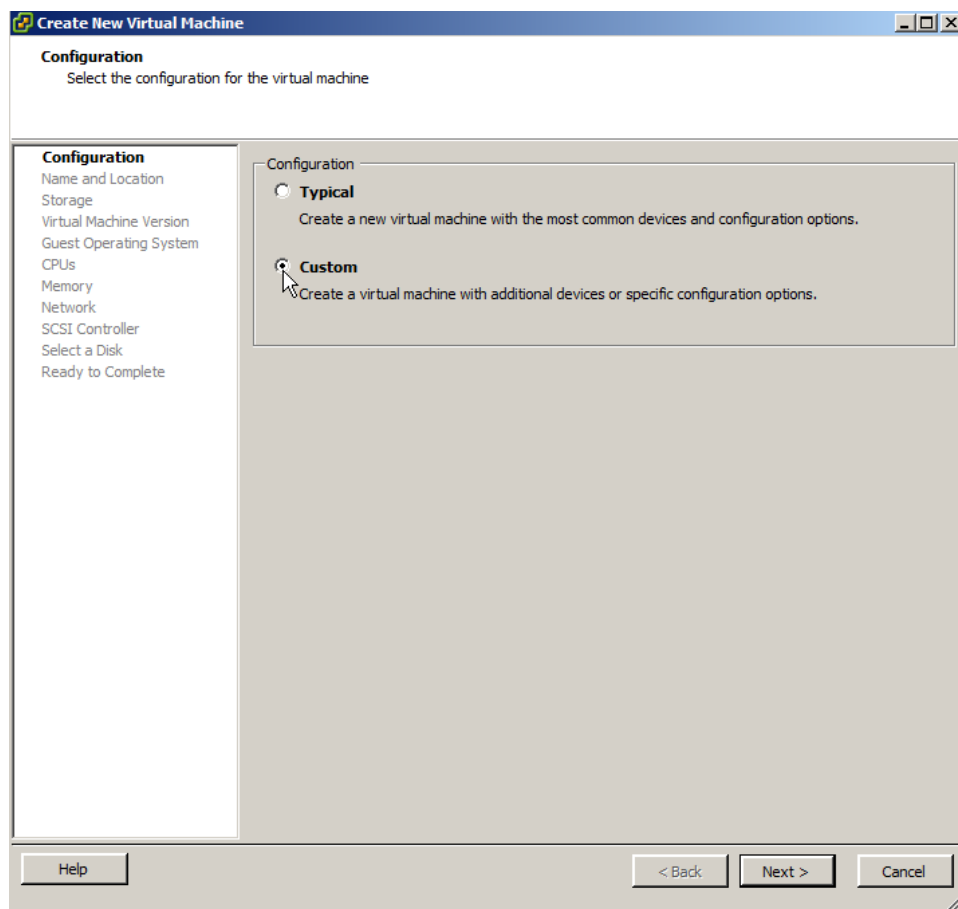 Create New Virtual Machine
Configuration
Select the configuration for the virtual machine
Configuration
Name and Location
Storage
Virtual Machine Version
Guest Operating System
CPUs
Memory
Network
SCSI Controller
Select a Disk
Ready to Complete
Configuration
Typical
Create a new virtual machine with the most common devices and configuration options.
Custom
Create a virtual machine with additional devices or specific configuration options.
Help
< Back
Next >
Cancel